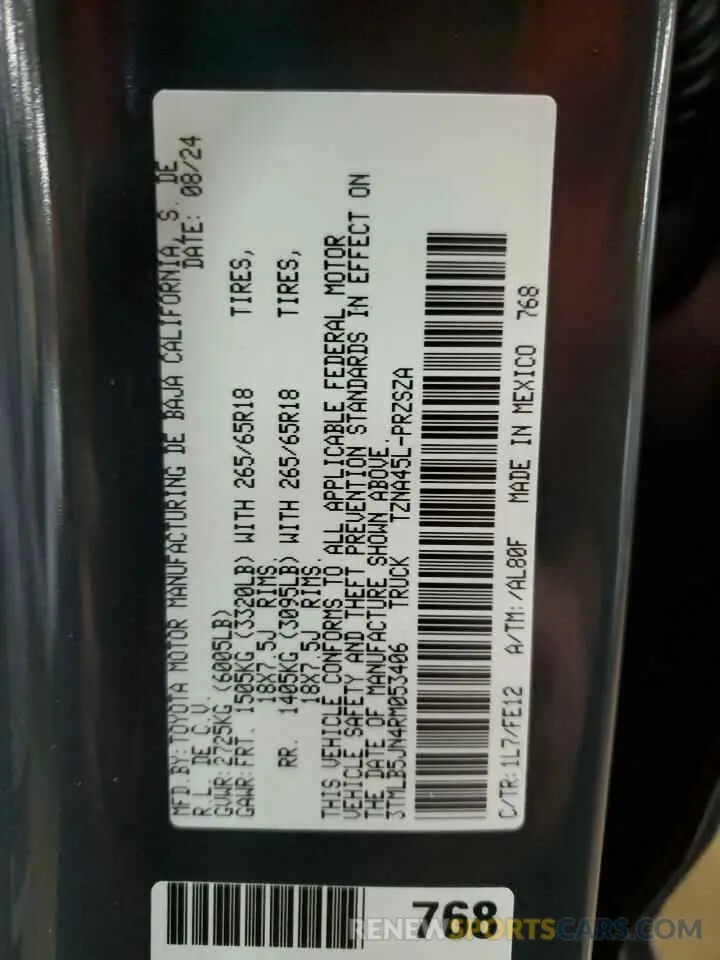 MFD.BY:TOYOTA MOTOR MANUFACTURING DE BAJA CALIFORNIA, S. DE
R.L. DE C.V. DATE: 08/24
GVWR:2725KG (6005LB)
GAWR:FRT. 1505KG (3320LB) WITH 265/65R18 TIRES,
18X7.5J RIMS.
RR. 1405KG (3095LB) WITH 265/65R18 TIRES,
18X7.5J RIMS.
THIS VEHICLE CONFORMS TO ALL APPLICABLE FEDERAL MOTOR
VEHICLE SAFETY AND THEFT PREVENTION STANDARDS IN EFFECT ON
THE DATE OF MANUFACTURE SHOWN ABOVE.
3TMLB5JN4RM053406 TRUCK TZNA45L-PRZSZA
C/TR:1L7/FE12 A/TM:/AL80F MADE IN MEXICO 768
768
RENEWSPORTSCARS.COM